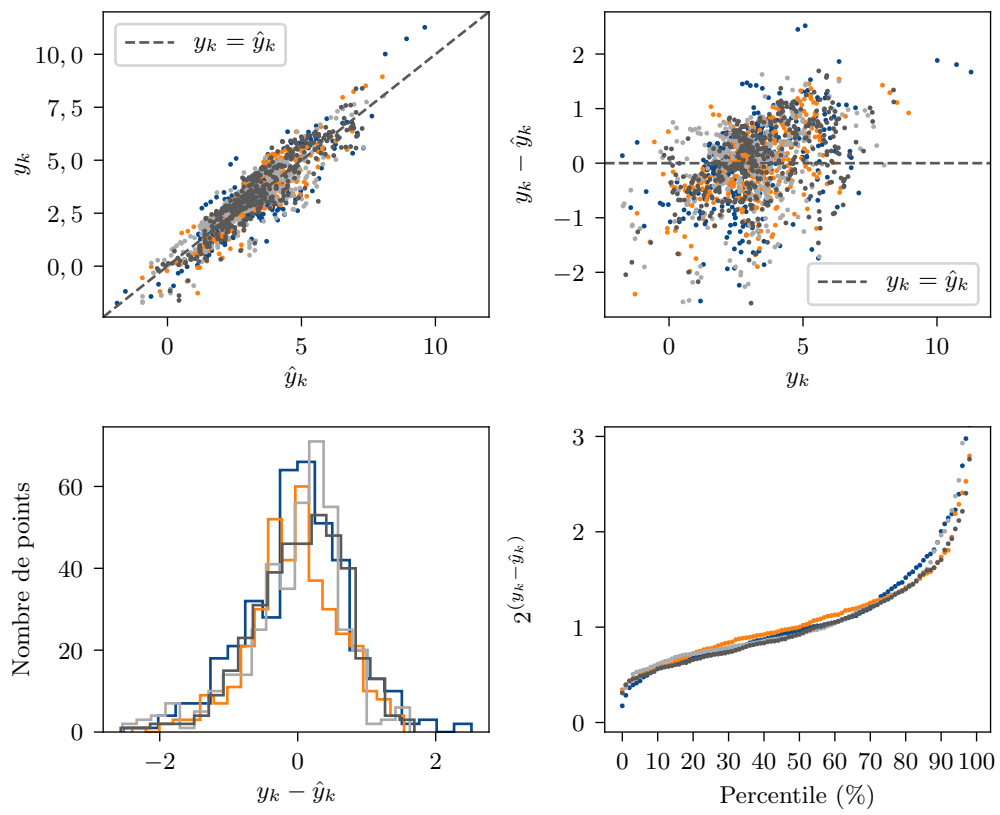 10, 0
7, 5
5, 0
2, 5
0, 0
y_k
y_k = ŷ_k
0 5 10
ŷ_k
2
1
0
−1
−2
y_k − ŷ_k
y_k = ŷ_k
0 5 10
y_k
60
40
20
0
Nombre de points
−2 0 2
y_k − ŷ_k
3
2
1
0
2^(y_k − ŷ_k)
0 10 20 30 40 50 60 70 80 90 100
Percentile (%)